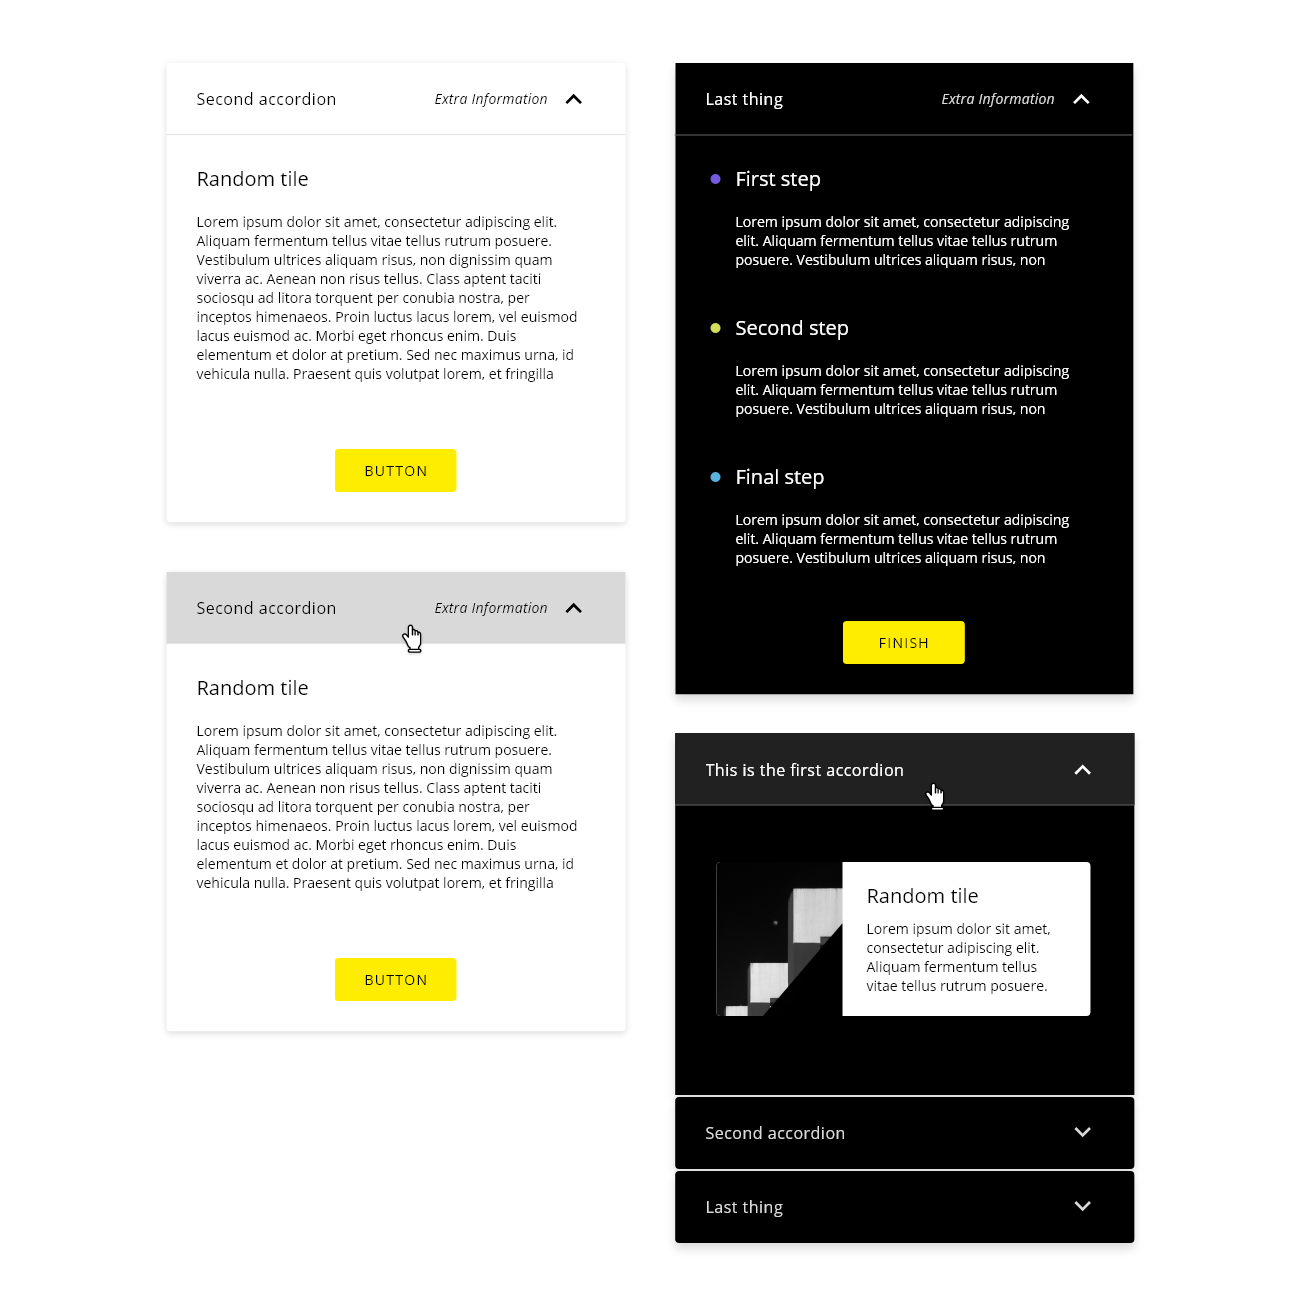 Second accordion
Extra Information
Random tile
Lorem ipsum dolor sit amet, consectetur adipiscing elit.
Aliquam fermentum tellus vitae tellus rutrum posuere.
Vestibulum ultrices aliquam risus, non dignissim quam
viverra ac. Aenean non risus tellus. Class aptent taciti
sociosqu ad litora torquent per conubia nostra, per
inceptos himenaeos. Proin luctus lacus lorem, vel euismod
lacus euismod ac. Morbi eget rhoncus enim. Duis
elementum et dolor at pretium. Sed nec maximus urna, id
vehicula nulla. Praesent quis volutpat lorem, et fringilla
BUTTON
Second accordion
Extra Information
Random tile
Lorem ipsum dolor sit amet, consectetur adipiscing elit.
Aliquam fermentum tellus vitae tellus rutrum posuere.
Vestibulum ultrices aliquam risus, non dignissim quam
viverra ac. Aenean non risus tellus. Class aptent taciti
sociosqu ad litora torquent per conubia nostra, per
inceptos himenaeos. Proin luctus lacus lorem, vel euismod
lacus euismod ac. Morbi eget rhoncus enim. Duis
elementum et dolor at pretium. Sed nec maximus urna, id
vehicula nulla. Praesent quis volutpat lorem, et fringilla
BUTTON
Last thing
Extra Information
First step
Lorem ipsum dolor sit amet, consectetur adipiscing
elit. Aliquam fermentum tellus vitae tellus rutrum
posuere. Vestibulum ultrices aliquam risus, non
Second step
Lorem ipsum dolor sit amet, consectetur adipiscing
elit. Aliquam fermentum tellus vitae tellus rutrum
posuere. Vestibulum ultrices aliquam risus, non
Final step
Lorem ipsum dolor sit amet, consectetur adipiscing
elit. Aliquam fermentum tellus vitae tellus rutrum
posuere. Vestibulum ultrices aliquam risus, non
FINISH
This is the first accordion
Random tile
Lorem ipsum dolor sit amet,
consectetur adipiscing elit.
Aliquam fermentum tellus
vitae tellus rutrum posuere.
Second accordion
Last thing